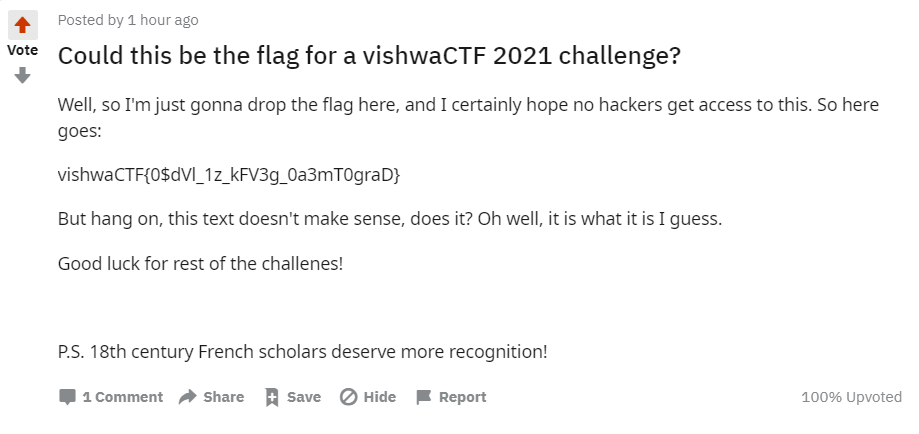 Posted by 1 hour ago
Vote
Could this be the flag for a vishwaCTF 2021 challenge?
Well, so I'm just gonna drop the flag here, and I certainly hope no hackers get access to this. So here
goes:
vishwaCTF{0$dVl_1z_kFV3g_0a3mT0graD}
But hang on, this text doesn't make sense, does it? Oh well, it is what it is I guess.
Good luck for rest of the challenes!
P.S. 18th century French scholars deserve more recognition!
1 Comment Share Save Hide Report 100% Upvoted